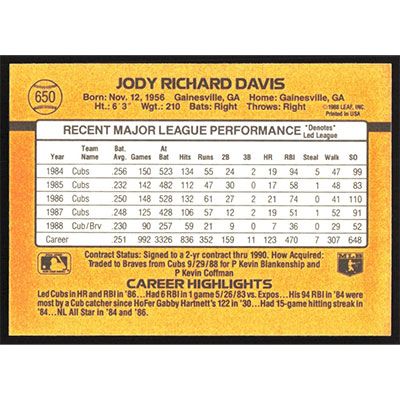 650
JODY RICHARD DAVIS
Born: Nov. 12, 1956 Gainesville, GA Home: Gainesville, GA
Ht.: 6' 3" Wgt.: 210 Bats: Right Throws: Right
©1988 LEAF, INC.
Printed in USA
RECENT MAJOR LEAGUE PERFORMANCE "Denotes" Led League
Year Team Name Bat. Avg. Games At Bat Hits Runs 2B 3B HR RBI Steal Walk SO
1984 Cubs .256 150 523 134 55 24 2 19 94 5 47 99
1985 Cubs .232 142 482 112 47 30 0 17 58 1 48 83
1986 Cubs .250 148 528 132 61 27 2 21 74 0 41 110
1987 Cubs .248 125 428 106 57 12 2 19 51 1 52 91
1988 Cub/Brv .230 90 257 59 21 9 0 7 36 0 29 52
Career .251 992 3326 836 352 159 11 123 470 7 307 648
Contract Status: Signed to a 2-yr contract thru 1990. How Acquired:
Traded to Braves from Cubs 9/29/88 for P Kevin Blankenship and
P Kevin Coffman
MLB
CAREER HIGHLIGHTS
Led Cubs in HR and RBI in '86...Had 6 RBI in 1 game 5/26/83 vs. Expos...His 94 RBI in '84 were
most by a Cub catcher since HoFer Gabby Hartnett's 122 in '30...Had 15-game hitting streak in
'84...NL All Star in '84 and '86.